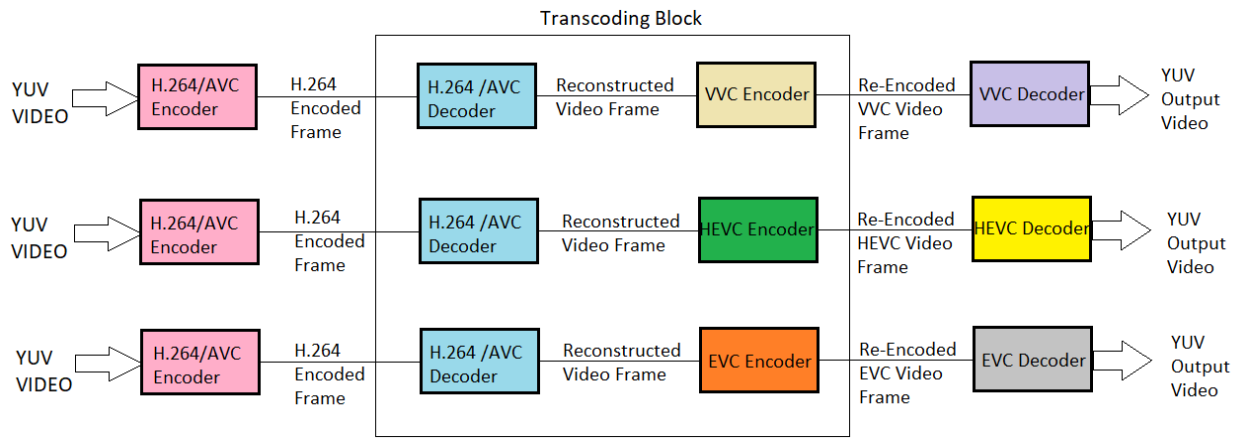 Transcoding Block
YUV
VIDEO
H.264/AVC
Encoder
H.264
Encoded
Frame
H.264 /AVC
Decoder
Reconstructed
Video Frame
VVC Encoder
Re-Encoded
VVC Video
Frame
VVC Decoder
YUV
Output
Video
YUV
VIDEO
H.264/AVC
Encoder
H.264
Encoded
Frame
H.264 /AVC
Decoder
Reconstructed
Video Frame
HEVC Encoder
Re-Encoded
HEVC Video
Frame
HEVC Decoder
YUV
Output
Video
YUV
VIDEO
H.264/AVC
Encoder
H.264
Encoded
Frame
H.264 /AVC
Decoder
Reconstructed
Video Frame
EVC Encoder
Re-Encoded
EVC Video
Frame
EVC Decoder
YUV
Output
Video